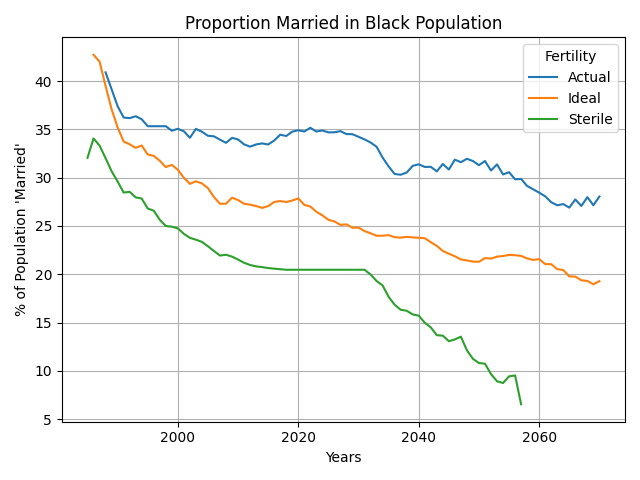 Proportion Married in Black Population
Fertility
Actual
Ideal
Sterile
% of Population 'Married'
40
35
30
25
20
15
10
5
2000
2020
2040
2060
Years